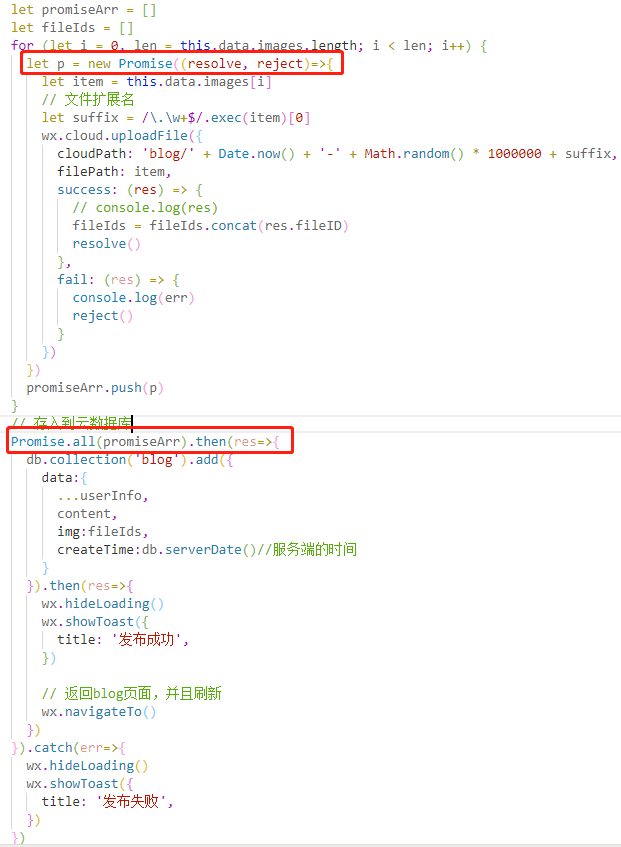 let promiseArr = []
let fileIds = []
for (let i = 0, len = this.data.images.length; i < len; i++) {
let p = new Promise((resolve, reject)=>{
let item = this.data.images[i]
// 文件扩展名
let suffix = /\.\w+$/.exec(item)[0]
wx.cloud.uploadFile({
cloudPath: 'blog/' + Date.now() + '-' + Math.random() * 1000000 + suffix,
filePath: item,
success: (res) => {
// console.log(res)
fileIds = fileIds.concat(res.fileID)
resolve()
},
fail: (res) => {
console.log(err)
reject()
}
})
})
promiseArr.push(p)
}
// 存入到云数据库
Promise.all(promiseArr).then(res=>{
db.collection('blog').add({
data:{
...userInfo,
content,
img:fileIds,
createTime:db.serverDate()//服务端的时间
}
}).then(res=>{
wx.hideLoading()
wx.showToast({
title: '发布成功',
})
// 返回blog页面，并且刷新
wx.navigateTo()
})
}).catch(err=>{
wx.hideLoading()
wx.showToast({
title: '发布失败',
})
})